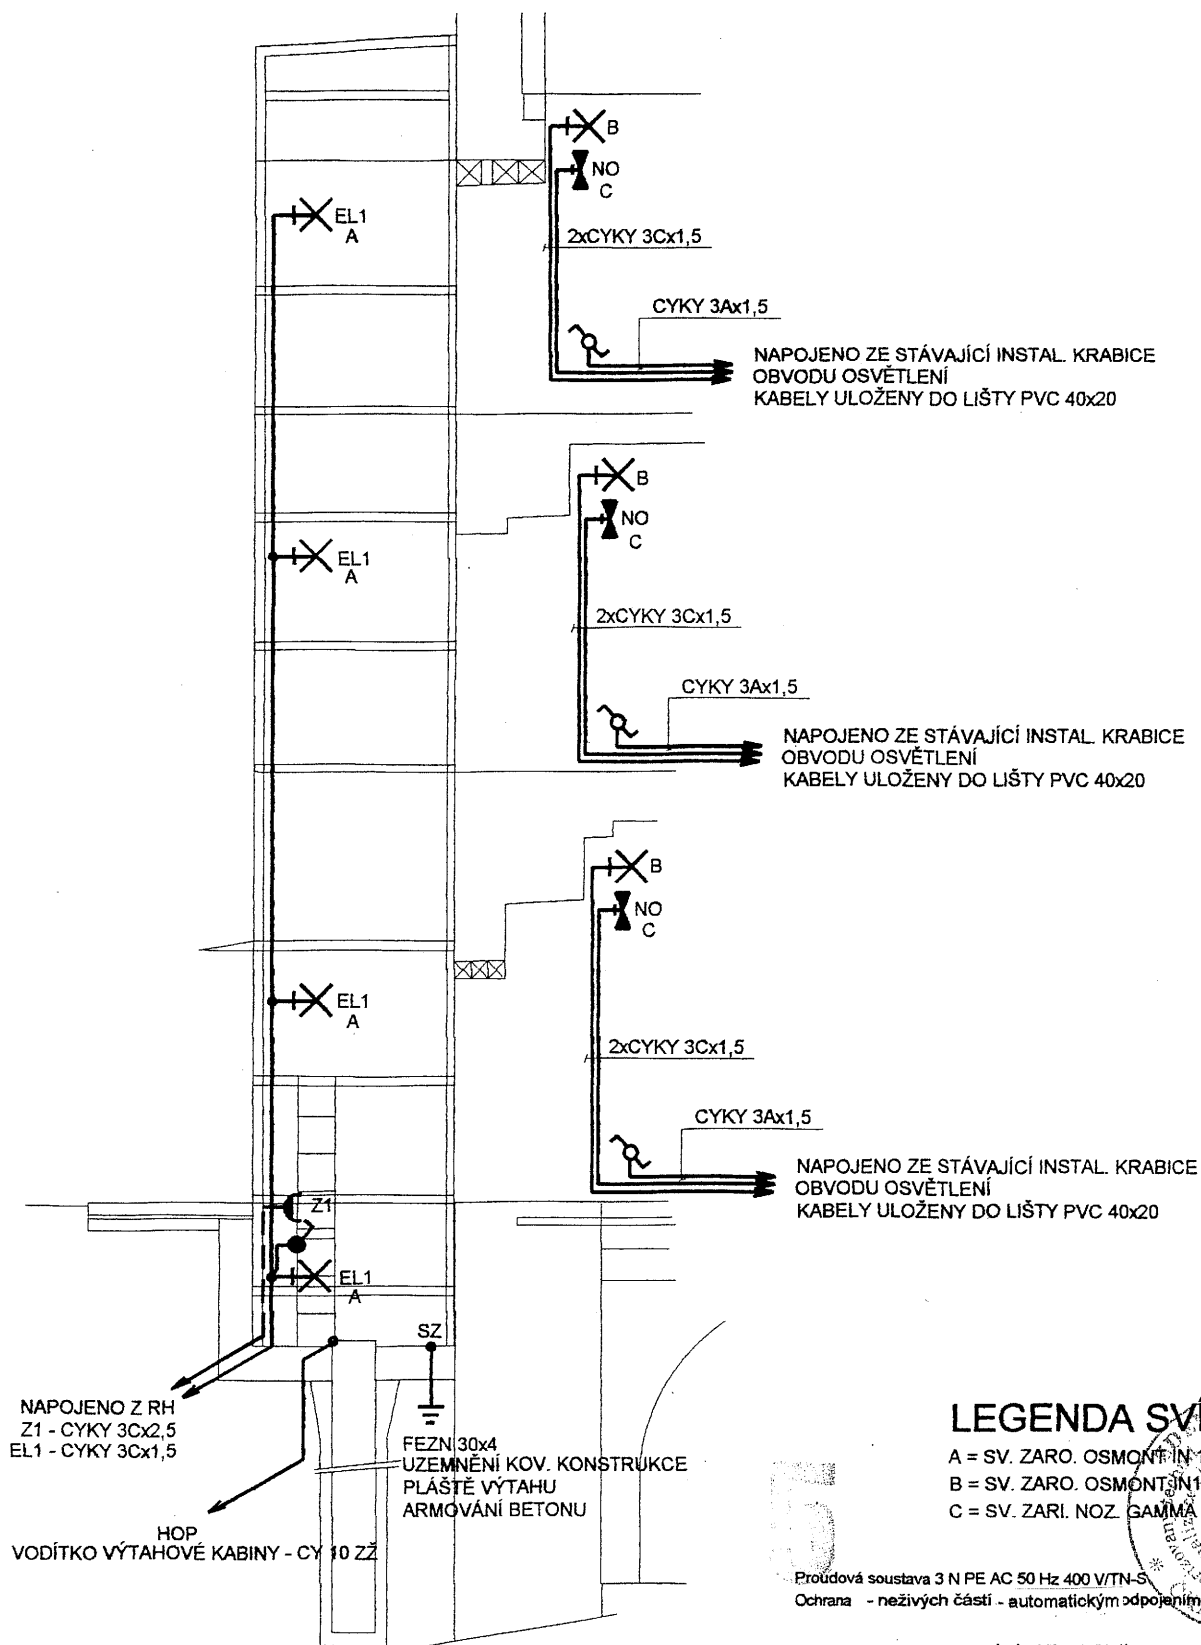 B
NO
C
EL1
A
2xCYKY 3Cx1,5
CYKY 3Ax1,5
NAPOJENO ZE STÁVAJÍCÍ INSTAL. KRABICE
OBVODU OSVĚTLENÍ
KABELY ULOŽENY DO LIŠTY PVC 40x20
B
NO
C
EL1
A
2xCYKY 3Cx1,5
CYKY 3Ax1,5
NAPOJENO ZE STÁVAJÍCÍ INSTAL. KRABICE
OBVODU OSVĚTLENÍ
KABELY ULOŽENY DO LIŠTY PVC 40x20
B
NO
C
EL1
A
2xCYKY 3Cx1,5
CYKY 3Ax1,5
NAPOJENO ZE STÁVAJÍCÍ INSTAL. KRABICE
OBVODU OSVĚTLENÍ
KABELY ULOŽENY DO LIŠTY PVC 40x20
Z1
EL1
A
SZ
NAPOJENO Z RH
Z1 - CYKY 3Cx2,5
EL1 - CYKY 3Cx1,5
FEZN 30x4
UZEMNĚNÍ KOV. KONSTRUKCE
PLÁŠTĚ VÝTAHU
ARMOVÁNÍ BETONU
HOP
VODÍTKO VÝTAHOVÉ KABINY - CY 10 ZŽ
LEGENDA
A = SV. ZARO. OSMONT IN
B = SV. ZARO. OSMONT IN1
C = SV. ZARI. NOZ. GAMMA
5
Proudová soustava 3 N PE AC 50 Hz 400 V/TN-S
Ochrana - neživých částí - automatickým odpojením